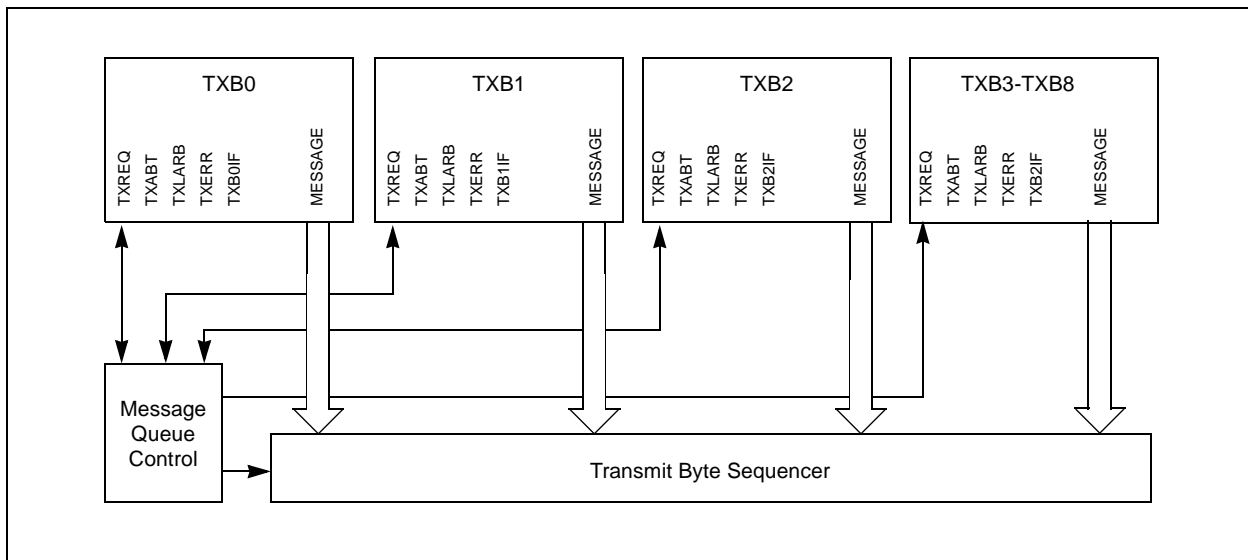 TXB0
TXREQ
TXABT
TXLARB
TXERR
TXB0IF
MESSAGE
TXB1
TXREQ
TXABT
TXLARB
TXERR
TXB1IF
MESSAGE
TXB2
TXREQ
TXABT
TXLARB
TXERR
TXB2IF
MESSAGE
TXB3-TXB8
TXREQ
TXABT
TXLARB
TXERR
TXB2IF
MESSAGE
Message
Queue
Control
Transmit Byte Sequencer